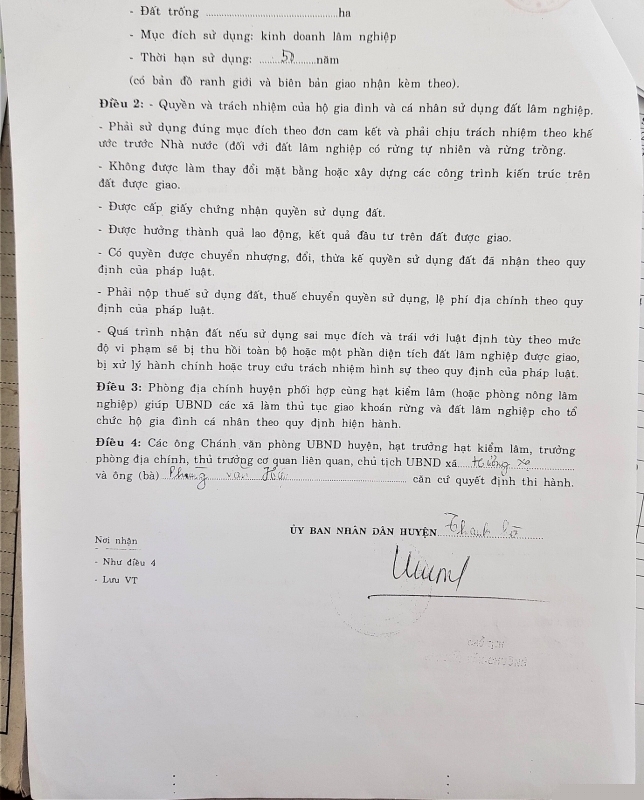 - Đất trống ........................................ha
- Mục đích sử dụng: kinh doanh lâm nghiệp
- Thời hạn sử dụng: ........50........năm
(có bản đồ ranh giới và biên bản giao nhận kèm theo).
Điều 2: - Quyền và trách nhiệm của hộ gia đình và cá nhân sử dụng đất lâm nghiệp.
- Phải sử dụng đúng mục đích theo đơn cam kết và phải chịu trách nhiệm theo khế
ước trước Nhà nước (đối với đất lâm nghiệp có rừng tự nhiên và rừng trồng.
- Không được làm thay đổi mặt bằng hoặc xây dựng các công trình kiến trúc trên
đất được giao.
- Được cấp giấy chứng nhận quyền sử dụng đất.
- Được hưởng thành quả lao động, kết quả đầu tư trên đất được giao.
- Có quyền được chuyển nhượng, đổi, thừa kế quyền sử dụng đất đã nhận theo quy
định của pháp luật.
- Phải nộp thuế sử dụng đất, thuế chuyển quyền sử dụng, lệ phí địa chính theo quy
định của pháp luật.
- Quá trình nhận đất nếu sử dụng sai mục đích và trái với luật định tùy theo mức
độ vi phạm sẽ bị thu hồi toàn bộ hoặc một phần diện tích đất lâm nghiệp được giao,
bị xử lý hành chính hoặc truy cứu trách nhiệm hình sự theo quy định của pháp luật.
Điều 3: Phòng địa chính huyện phối hợp cùng hạt kiểm lâm (hoặc phòng nông lâm
nghiệp) giúp UBND các xã làm thủ tục giao khoán rừng và đất lâm nghiệp cho tổ
chức hộ gia đình cá nhân theo quy định hiện hành.
Điều 4: Các ông Chánh văn phòng UBND huyện, hạt trưởng hạt kiểm lâm, trưởng
phòng địa chính, thủ trưởng cơ quan liên quan, chủ tịch UBND xã
và ông (bà) văn căn cứ quyết định thi hành.
ỦY BAN NHÂN DÂN HUYỆN Thanh
Nơi nhận
- Như điều 4
- Lưu VT